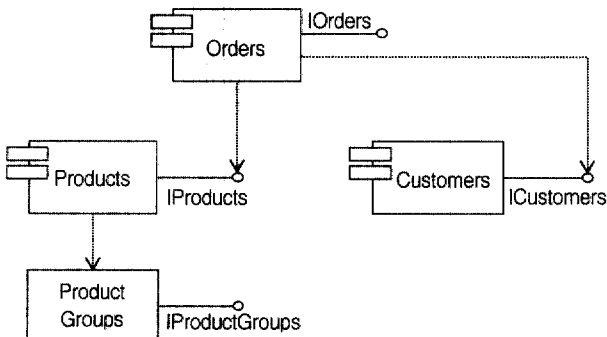 IOrders
Orders
Products
IProducts
Customers
ICustomers
Product
Groups
IProductGroups